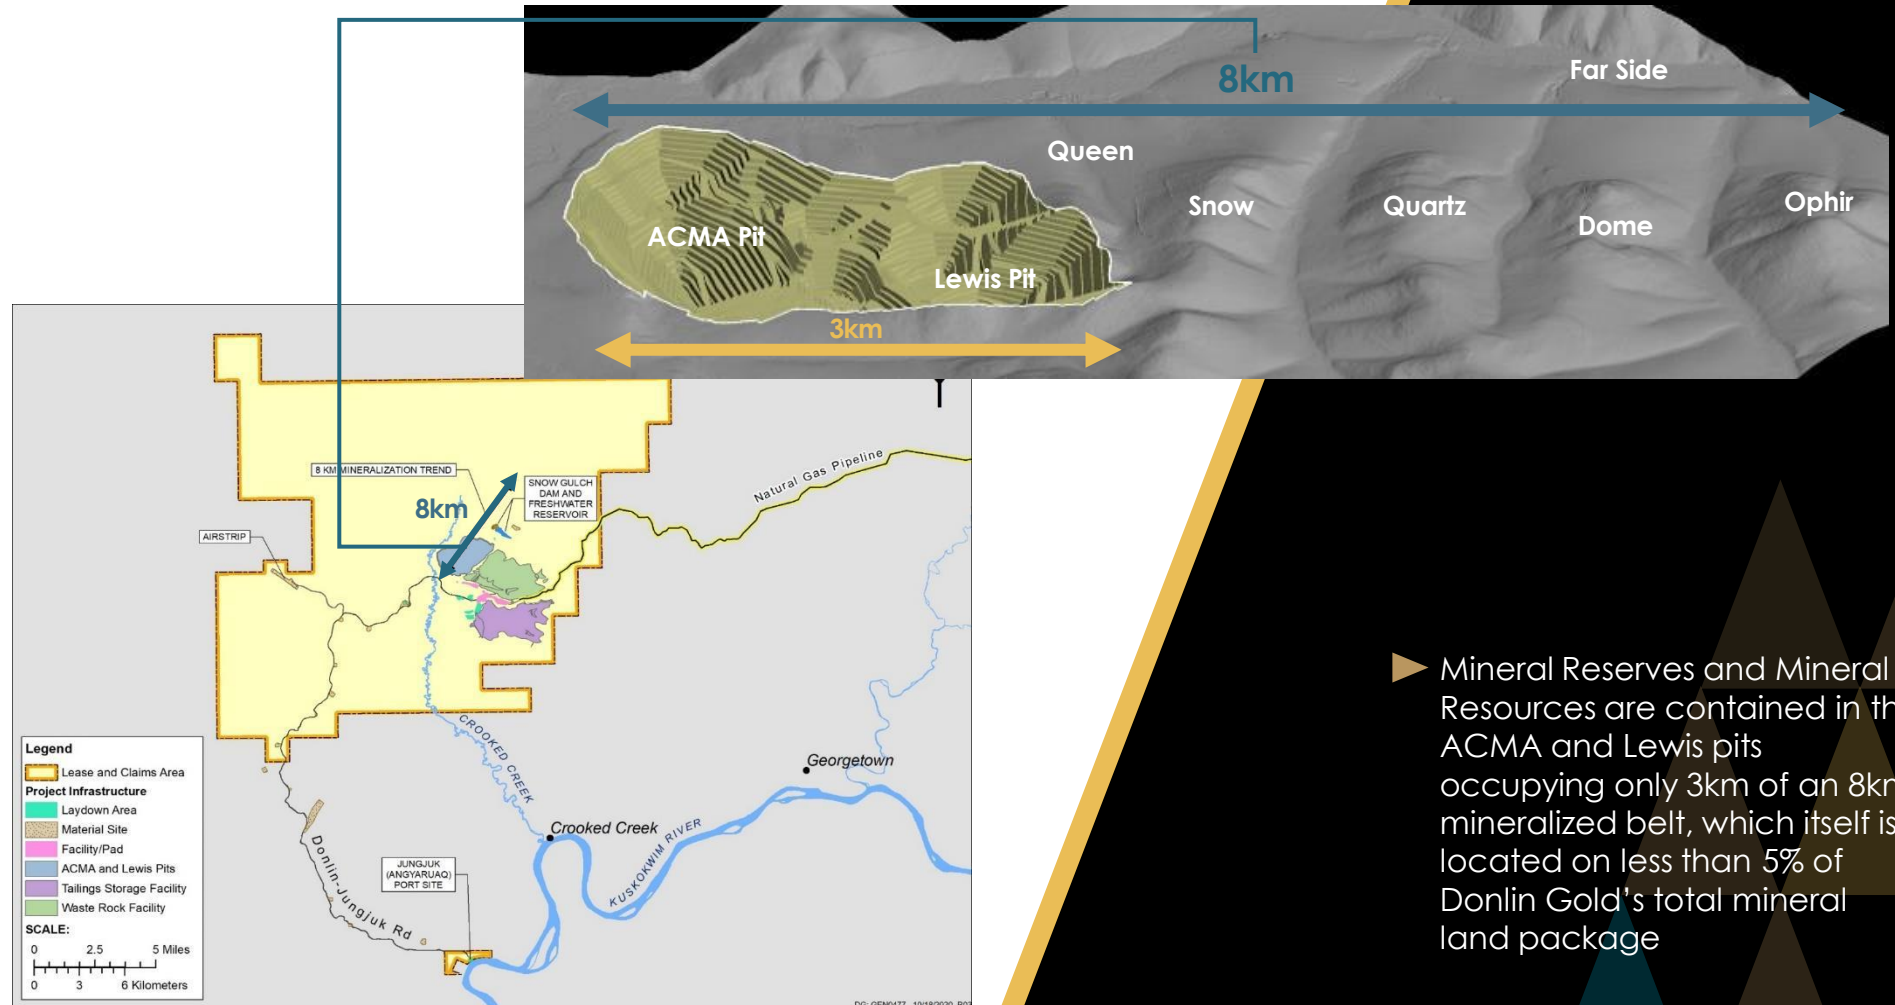 8km
Far Side
Queen
Snow
Quartz
Ophir
Dome
ACMA Pit
Lewis Pit
3km
8 KM MINERALIZATION TREND
8km
SNOW GULCH
DAM AND
FRESHWATER
RESERVOIR
Natural Gas Pipeline
AIRSTRIP
CROOKED CREEK
Georgetown
Crooked Creek
KUSKOKWIM RIVER
JUNGJUK
(ANGYARUAQ)
PORT SITE
Donlin-Jungjuk Rd
Legend
Lease and Claims Area
Project Infrastructure
Laydown Area
Material Site
Facility/Pad
ACMA and Lewis Pits
Tailings Storage Facility
Waste Rock Facility
SCALE:
0 2.5 5 Miles
0 3 6 Kilometers
Mineral Reserves and Mineral
Resources are contained in th
ACMA and Lewis pits
occupying only 3km of an 8km
mineralized belt, which itself is
located on less than 5% of
Donlin Gold's total mineral
land package